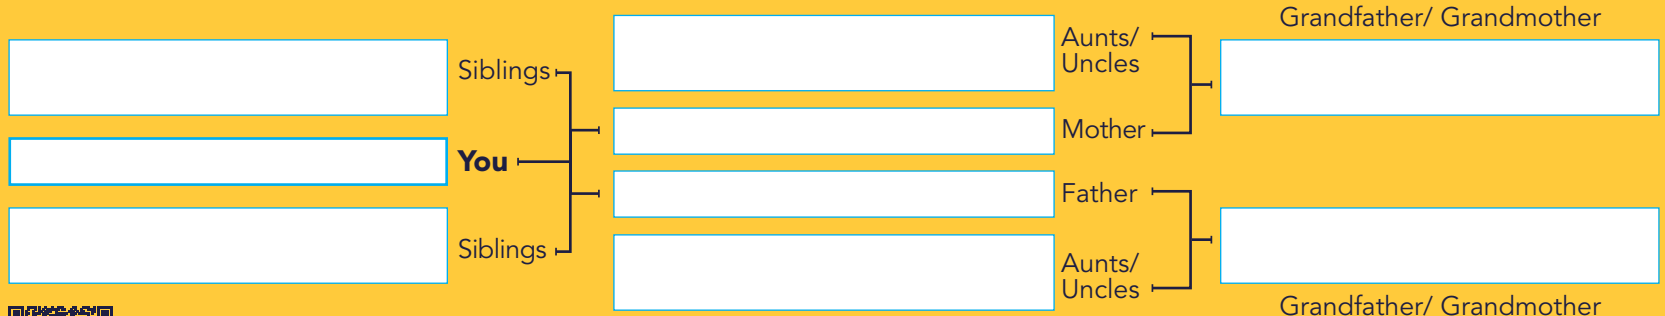 Grandfather/ Grandmother
Aunts/
Uncles
Siblings
Mother
You
Father
Siblings
Aunts/
Uncles
Grandfather/ Grandmother